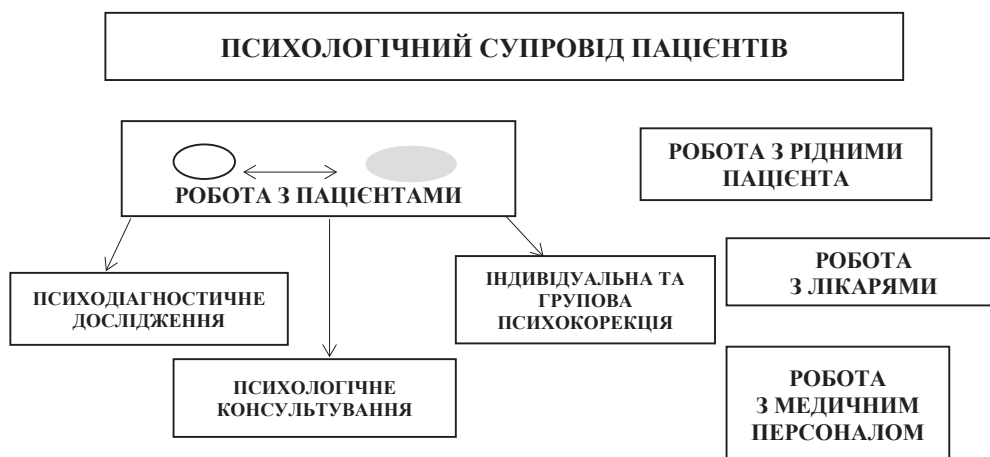 ПСИХОЛОГІЧНИЙ СУПРОВІД ПАЦІЄНТІВ
РОБОТА З ПАЦІЄНТАМИ
РОБОТА З РІДНИМИ
ПАЦІЄНТА
ПСИХОДІАГНОСТИЧНЕ
ДОСЛІДЖЕННЯ
ІНДИВІДУАЛЬНА ТА
ГРУПОВА
ПСИХОКОРЕКЦІЯ
РОБОТА
З ЛІКАРЯМИ
ПСИХОЛОГІЧНЕ
КОНСУЛЬТУВАННЯ
РОБОТА
З МЕДИЧНИМ
ПЕРСОНАЛОМ